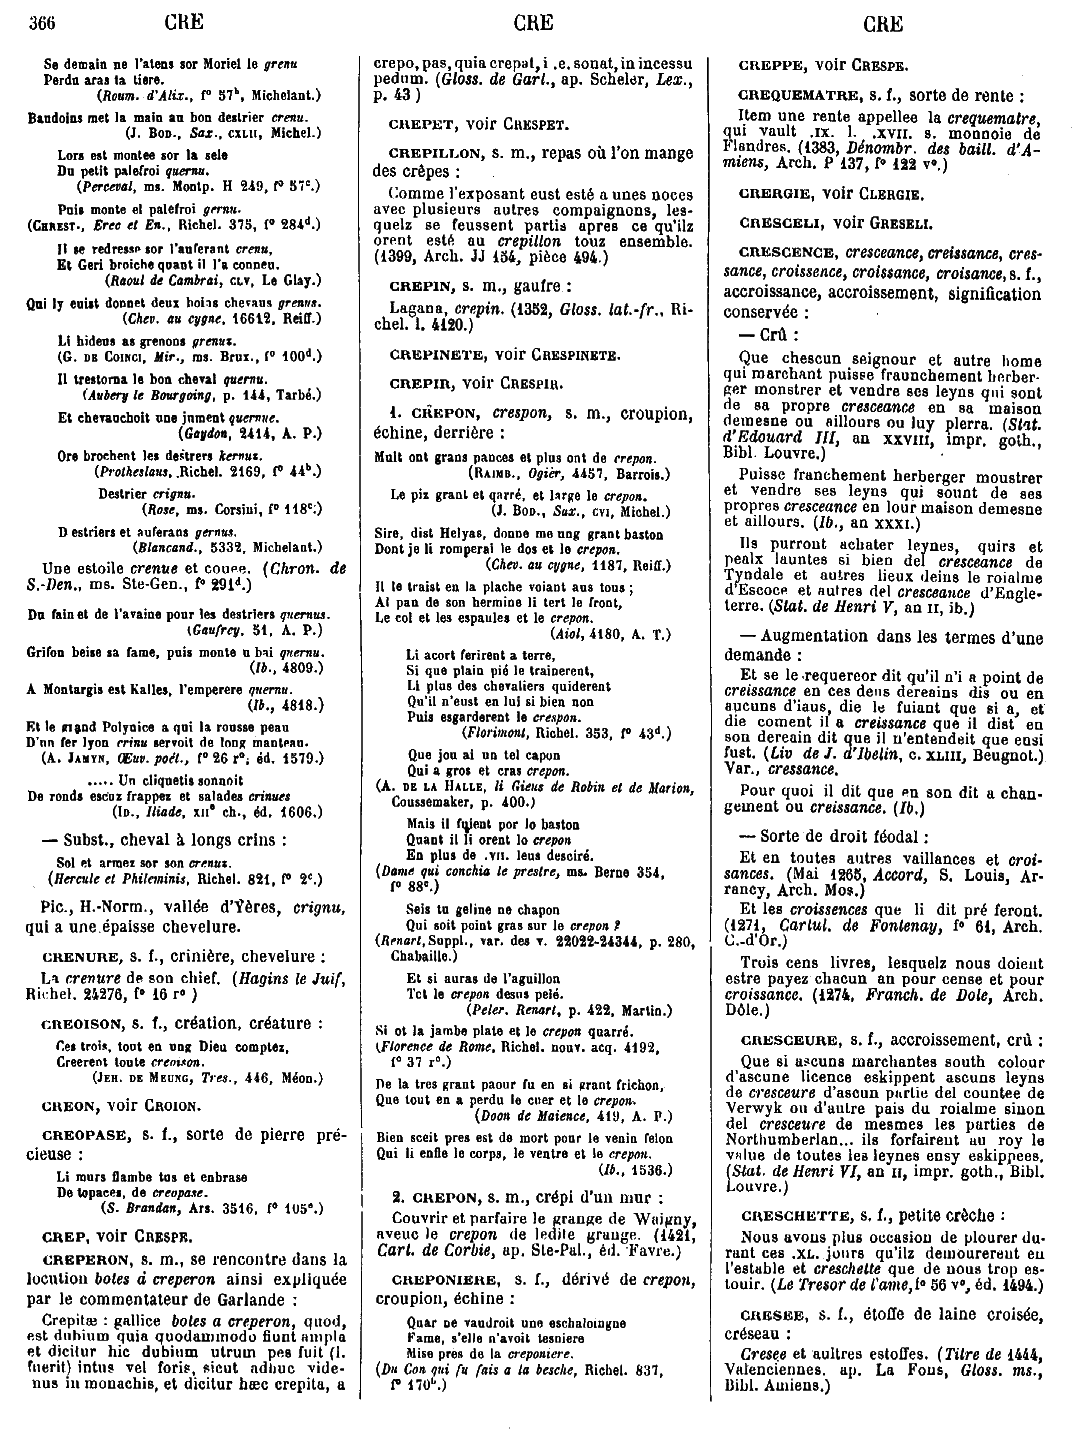 366 CRE CRE CRE
Se demain ne l'atens sor Moriel le grenu
Perdu aras ta tiere.
(Roum. d'Alix., f° 57ᵇ, Michelant.)
Baudoins met la main au bon destrier crenu.
(J. BOD., Sax., CXLII, Michel.)
Lors est montee sor la sele
Du petit palefroi quernu.
(Perceval, ms. Montp. H 249, f° 57ᶜ.)
Puis monte el palefroi gernu.
(CHREST., Erec et En., Richel. 375, f° 284ᵈ.)
Il se redresse sor l'auferant crenu,
Et Geri broiche quant il l'a conneu.
(Raoul de Cambrai, CLV, Le Glay.)
Qui ly euist donnet deux boins chevaus grenus.
(Chev. au cygne, 16612, Reiff.)
Li hideus as grenons grenuz.
(G. DE COINCI, Mir., ms. Brux., f° 100ᵈ.)
Il trestorna le bon cheval quernu.
(Aubery le Bourgoing, p. 144, Tarbé.)
Et chevauchoit une jument quernue.
(Gaydon, 2414, A. P.)
Ore brochent les destrers kernuz.
(Protheslaus, Richel. 2169, f° 44ᵇ.)
Destrier crignu.
(Rose, ms. Corsini, f° 118ᶜ.)
Destriers et auferans gernus.
(Blancand., 5332, Michelant.)
Une estoile crenue et couee. (Chron. de
S.-Den., ms. Ste-Gen., f° 291ᵈ.)
Du fain et de l'avaine pour les destriers quernus.
(Gaufrey, 51, A. P.)
Grifon beise sa fame, puis monte u bai quernu.
(Ib., 4809.)
A Montargis est Kalles, l'emperere quernu.
(Ib., 4818.)
Et le grand Polynice a qui la rousse peau
D'un fer lyon crinu servoit de long manteau.
(A. JAMYN, Œuv. poét., f° 26 r°, éd. 1579.)
..... Un cliquetis sonnoit
De ronds escuz frappez et salades crinues
(ID., Iliade, XIIᵉ ch., éd. 1606.)
— Subst., cheval à longs crins :
Sol et armez sor son crenuz.
(Hercule et Phileminis, Richel. 821, f° 2ᶜ.)
Pic., H.-Norm., vallée d'Yères, crignu,
qui a une épaisse chevelure.
CRENURE, s. f., crinière, chevelure :
La crenure de son chief. (Hagins le Juif,
Richel. 24276, f° 16 r°)
CREOISON, s. f., création, créature :
Ces trois, tout en ung Dieu comptez,
Creerent toute creoison.
(JEH. DE MEUNG, Tres., 446, Méon.)
CREON, voir CROION.
CREOPASE, s. f., sorte de pierre pré-
cieuse :
Li murs flambe tus et enbrase
De topaces, de creopase.
(S. Brandan, Ars. 3516, f° 105ᵃ.)
CREP, voir CRESPE.
CREPERON, s. m., se rencontre dans la
locution botes à creperon ainsi expliquée
par le commentateur de Garlande :
Crepitæ : gallice botes a creperon, quod,
est dubium quia quodammodo fiunt ampla
et dicitur hic dubium utrum pes fuit (l.
fuerit) intus vel foris, sicut adhuc vide-
nus in monachis, et dicitur hæc crepita, a
crepo, pas, quia crepat, i .e. sonat, in incessu
pedum. (Gloss. de Garl., ap. Scheler, Lex.,
p. 43)
CREPET, voir CRESPET.
CREPILLON, s. m., repas où l'on mange
des crêpes :
Comme l'exposant eust esté a unes noces
avec plusieurs autres compaignons, les-
quelz se feussent partis apres ce qu'ilz
orent esté au crepillon touz ensemble.
(1399, Arch. JJ 154, pièce 494.)
CREPIN, s. m., gaufre :
Lagana, crepin. (1352, Gloss. lat.-fr., Ri-
chel. l. 4120.)
CREPINETE, voir CRESPINETE.
CREPIR, voir CRESPIR.
1. CREPON, crespon, s. m., croupion,
échine, derrière :
Mult ont grans pances et plus ont de crepon.
(RAIMB., Ogier, 4457, Barrois.)
Le piz grant et qarré, et large le crepon.
(J. BOD., Sax., CVI, Michel.)
Sire, dist Helyas, donne me ung grant baston
Dont je li romperai le dos et le crepon.
(Chev. au cygne, 1187, Reiff.)
Il le traist en la plache voiant aus tous ;
Al pan de son hermine li tert le front,
Le col et les espaules et le crepon.
(Aiol, 4180, A. T.)
Li acort ferirent a terre,
Si que plain pié le trainerent,
Li plus des chevaliers quiderent
Qu'il n'eust en lui si bien non
Puis esgarderent le crespon.
(Florimont, Richel. 353, f° 43ᵈ.)
Que jou ai un tel capon
Qui a gros et cras crepon.
(A. DE LA HALLE, li Gieus de Robin et de Marion,
Coussemaker, p. 400.)
Mais il fuient por lo baston
Quant il li orent lo crepon
En plus de .VII. leus desciré.
(Dame qui conchia le prestre, ms. Berne 354,
f° 88ᶜ.)
Seis tu geline ne chapon
Qui soit point gras sur le crepon ?
(Renart, Suppl., var. des v. 22022-24344, p. 280,
Chabaille.)
Et si auras de l'aguillon
Tot le crepon desus pelé.
(Peler. Renart, p. 422, Martin.)
Si ot la jambe plate et le crepon quarré.
(Florence de Rome, Richel. nouv. acq. 4192,
f° 37 r°.)
De la tres grant paour fu en si grant frichon,
Que tout en a perdu le cuer et le crepon.
(Doon de Maience, 419, A. P.)
Bien sceit pres est de mort pour le venin felon
Qui li enfle le corps, le ventre et le crepon.
(Ib., 1536.)
2. CREPON, s. m., crépi d'un mur :
Couvrir et parfaire le grange de Waigny,
aveuc le crepon de ledile grange. (1421,
Cart. de Corbie, ap. Ste-Pal., éd. Favre.)
CREPONIERE, s. f., dérivé de crepon,
croupion, échine :
Quar ne vaudroit une eschaloingne
Fame, s'elle n'avoit tesniere
Mise pres de la creponiere.
(Du Con qui fu fais a la besche, Richel. 837,
f° 170ᵇ.)
CREPPE, voir CRESPE.
CREQUEMATRE, s. f., sorte de rente :
Item une rente appellee la crequematre,
qui vault .IX. l. .XVII. s. monnoie de
Flandres. (1383, Dénombr. des baill. d'A-
miens, Arch. P 137, f° 122 v°.)
CRERGIE, voir CLERGIE.
CRESCELI, voir GRESELI.
CRESCENCE, cresceance, creissance, cres-
sance, croissence, croissance, croisance, s. f.,
accroissance, accroissement, signification
conservée :
— Crû :
Que chescun seignour et autre home
qui marchant puisse fraunchement herber-
ger monstrer et vendre ses leyns qui sont
de sa propre cresceance en sa maison
demesne ou ailours ou luy plerra. (Stat.
d'Edouard III, an XXVIII, impr. goth.,
Bibl. Louvre.)
Puisse franchement herberger moustrer
et vendre ses leyns qui sount de ses
propres cresceance en lour maison demesne
et ailours. (Ib., an XXXI.)
Ils purront achater leynes, quirs et
pealx launtes si bien del cresceance de
Tyndale et autres lieux deins le roialme
d'Escoce et autres del cresceance d'Engle-
terre. (Stat. de Henri V, an II, ib.)
— Augmentation dans les termes d'une
demande :
Et se le requereor dit qu'il n'i a point de
creissance en ces deus dereains dis ou en
aucuns d'iaus, die le fuiant que si a, et
die coment il a creissance que il dist en
son dereain dit que il n'entendeit que ensi
fust. (Liv de J. d'Ibelin, c. XLIII, Beugnot.)
Var., cressance.
Pour quoi il dit que en son dit a chan-
gement ou creissance. (Ib.)
— Sorte de droit féodal :
Et en toutes autres vaillances et croi-
sances. (Mai 1265, Accord, S. Louis, Ar-
rancy, Arch. Mos.)
Et les croissences que li dit pré feront.
(1271, Cartul. de Fontenay, f° 61, Arch.
C.-d'Or.)
Trois cens livres, lesquelz nous doient
estre payez chacun an pour cense et pour
croissance. (1274, Franch. de Dole, Arch.
Dôle.)
CRESCEURE, s. f., accroissement, crû :
Que si ascuns marchantes south colour
d'ascune licence eskippent ascuns leyns
de cresceure d'ascun partie del countee de
Verwyk ou d'autre pais du roialme sinon
del cresceure de mesmes les parties de
Northumberlan... ils forfairent au roy le
value de toutes les leynes ensy eskippees.
(Stat. de Henri VI, an II, impr. goth., Bibl.
Louvre.)
CRESCHETTE, s. f., petite crèche :
Nous avous plus occasion de plourer du-
rant ces .XL. jours qu'ilz demourerent en
l'estable et creschette que de nous trop es-
jouir. (Le Tresor de l'ame, f° 56 v°, éd. 1494.)
CRESEE, s. f., étoffe de laine croisée,
créseau :
Cresee et aultres estoffes. (Titre de 1444,
Valenciennes, ap. La Fons, Gloss. ms.,
Bibl. Amiens.)